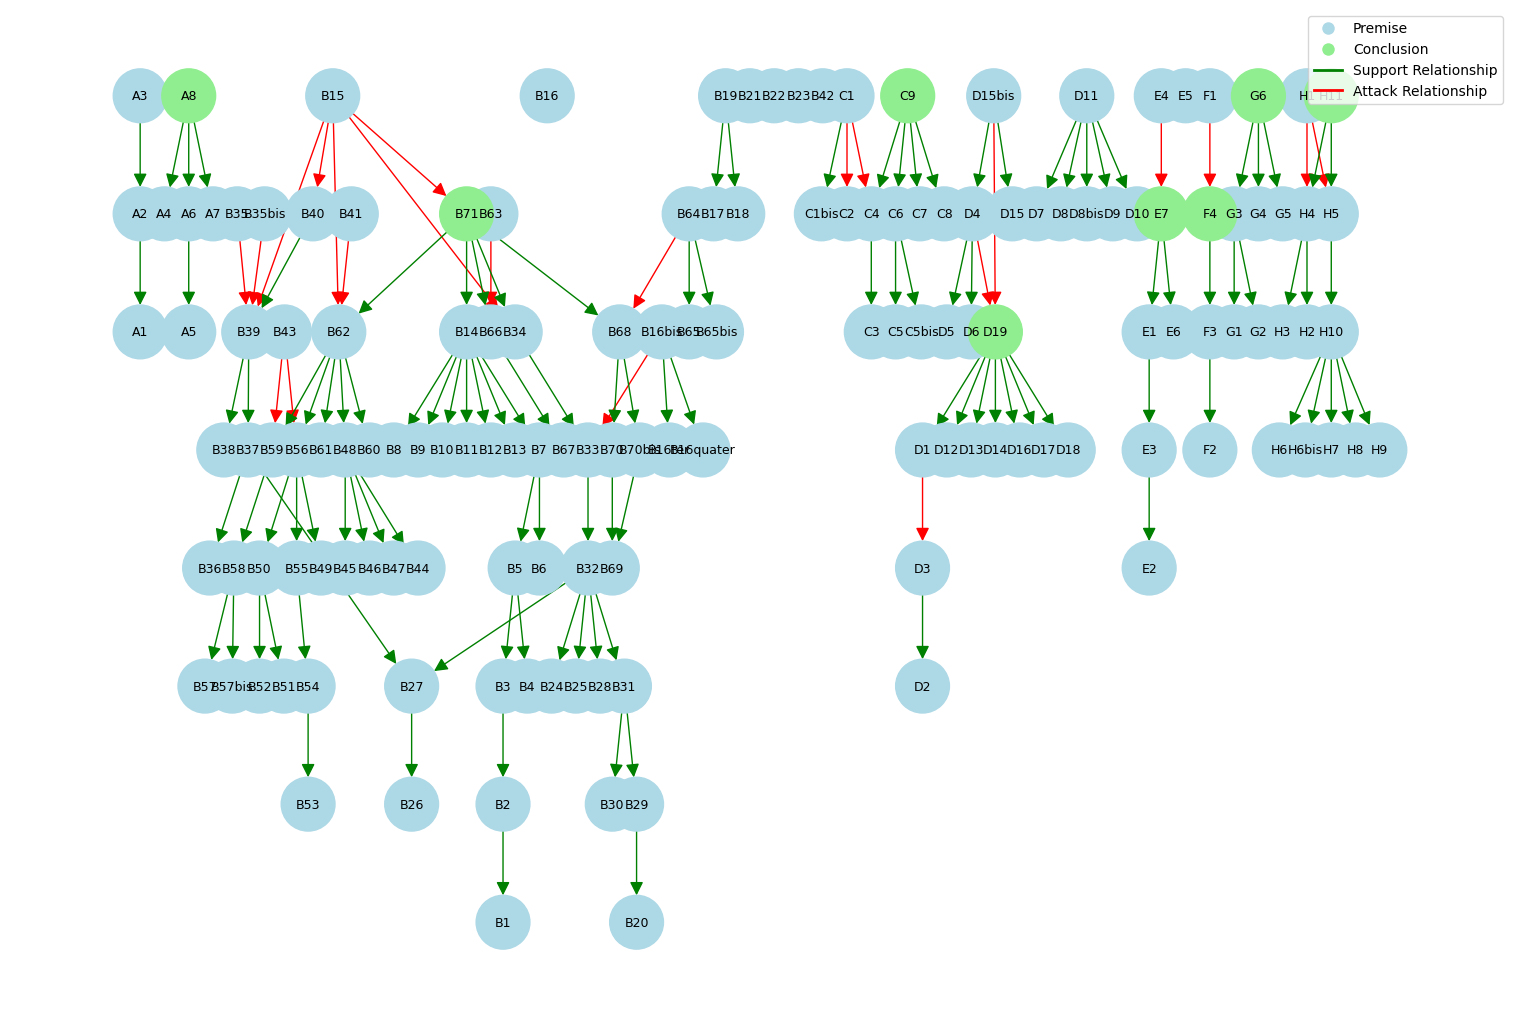 Premise
Conclusion
Support Relationship
Attack Relationship
A3 A8 B15 B16 B19 B21 B22 B23 B42 C1 C9 D15bis D11 E4 E5 F1 G6 H1 H11
A2 A4 A6 A7 B35 B35bis B40 B41 B71 B63 B64 B17 B18 C1bis C2 C4 C6 C7 C8 D4 D15 D7 D8 D8bis D9 D10 E7 F4 G3 G4 G5 H4 H5
A1 A5 B39 B43 B62 B14 B66 B34 B68 B16bis B65 B65bis C3 C5 C5bis D5 D6 D19 E1 E6 F3 G1 G2 H3 H2 H10
B38 B37 B59 B56 B61 B48 B60 B8 B9 B10 B11 B12 B13 B7 B67 B33 B70 B70bis B16ter B16quater D1 D12 D13 D14 D16 D17 D18 E3 F2 H6 H6bis H7 H8 H9
B36 B58 B50 B55 B49 B45 B46 B47 B44 B5 B6 B32 B69 D3 E2
B57 B57bis B52 B51 B54 B27 B3 B4 B24 B25 B28 B31 D2
B53 B26 B2 B30 B29
B1 B20